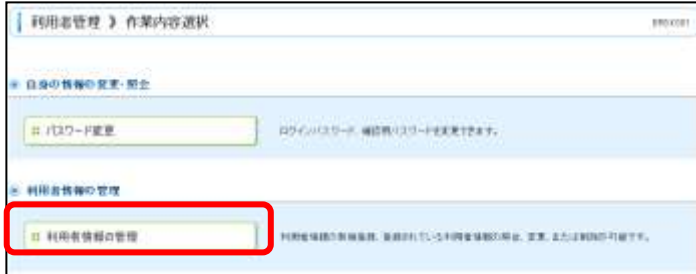 利用者管理 》 作業内容選択
自身の情報の変更・照会
パスワード変更
ログインパスワード、確認用パスワードを変更できます。
利用者情報の管理
利用者情報の管理
利用者情報の新規登録、登録されている利用者情報の照会、変更、または削除が可能です。